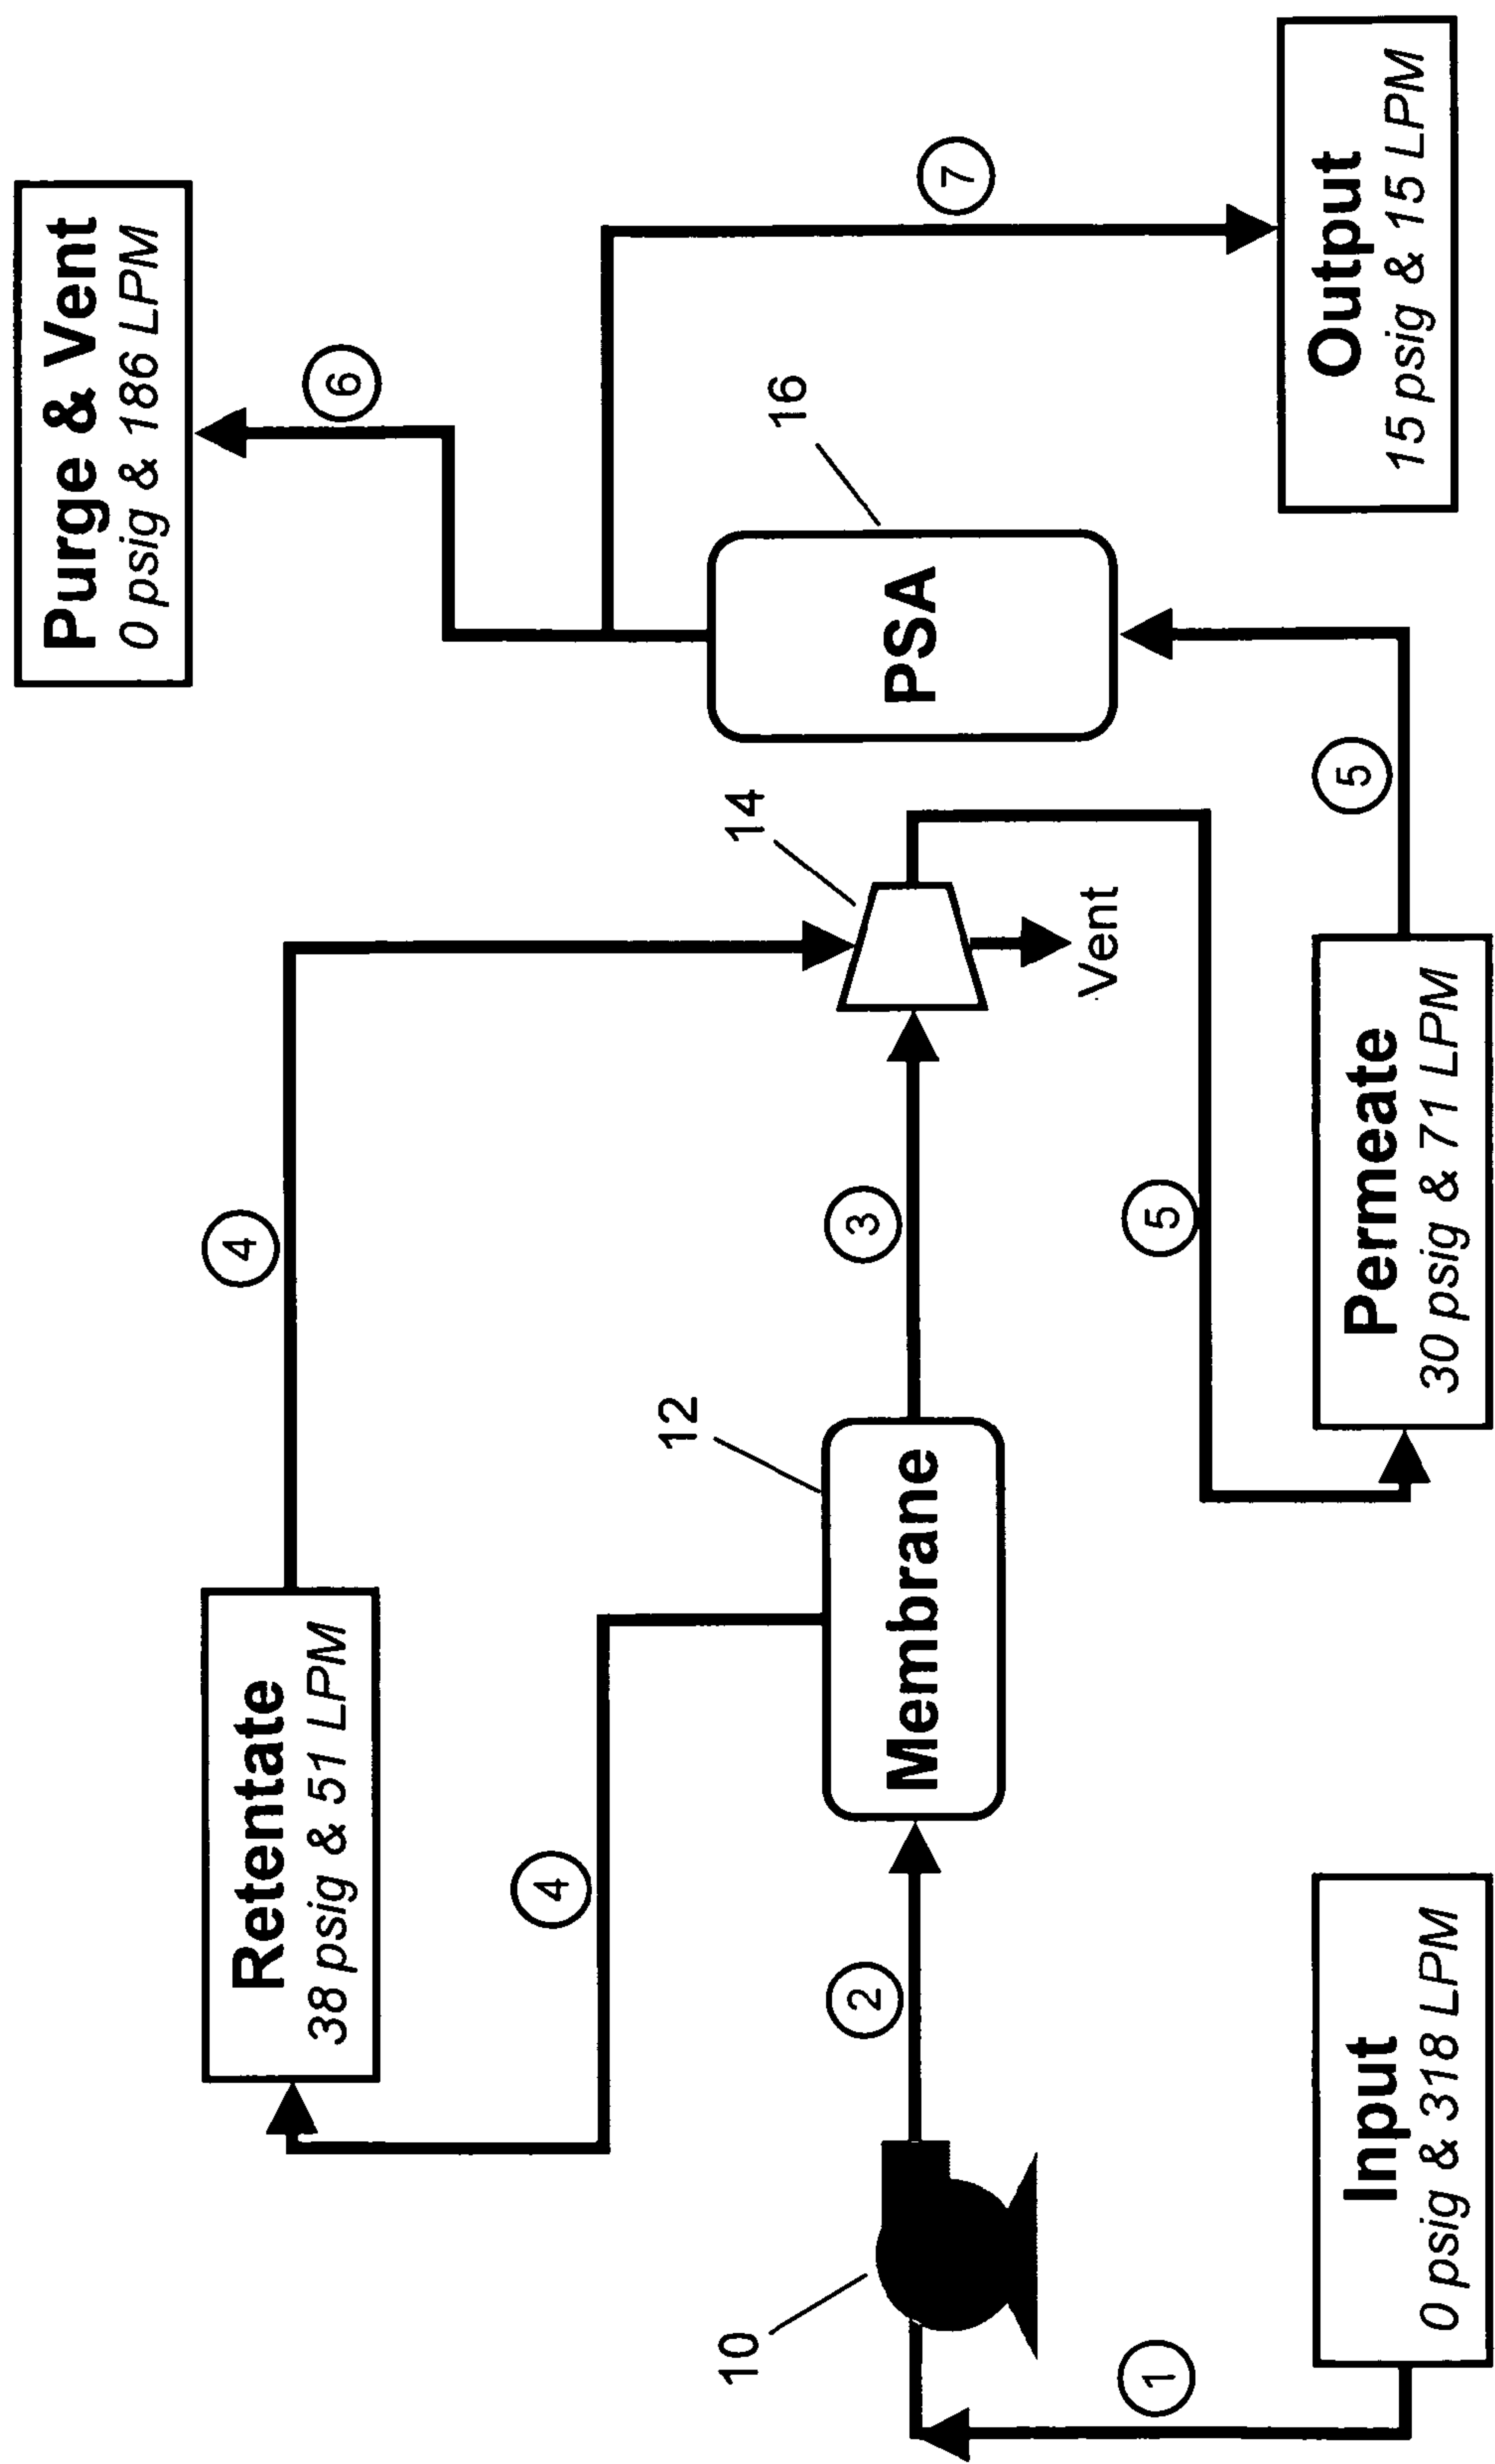 Purge & Vent
0 psig & 186 LPM
6
7
Output
15 psig & 15 LPM
16
PSA
14
Vent
5
Permeate
30 psig & 71 LPM
5
4
3
12
Membrane
Retentate
38 psig & 51 LPM
4
2
10
1
Input
0 psig & 318 LPM